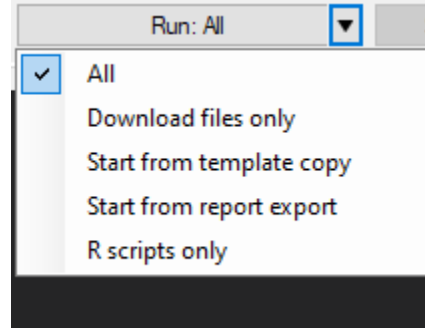 Run: All
All
Download files only
Start from template copy
Start from report export
R scripts only